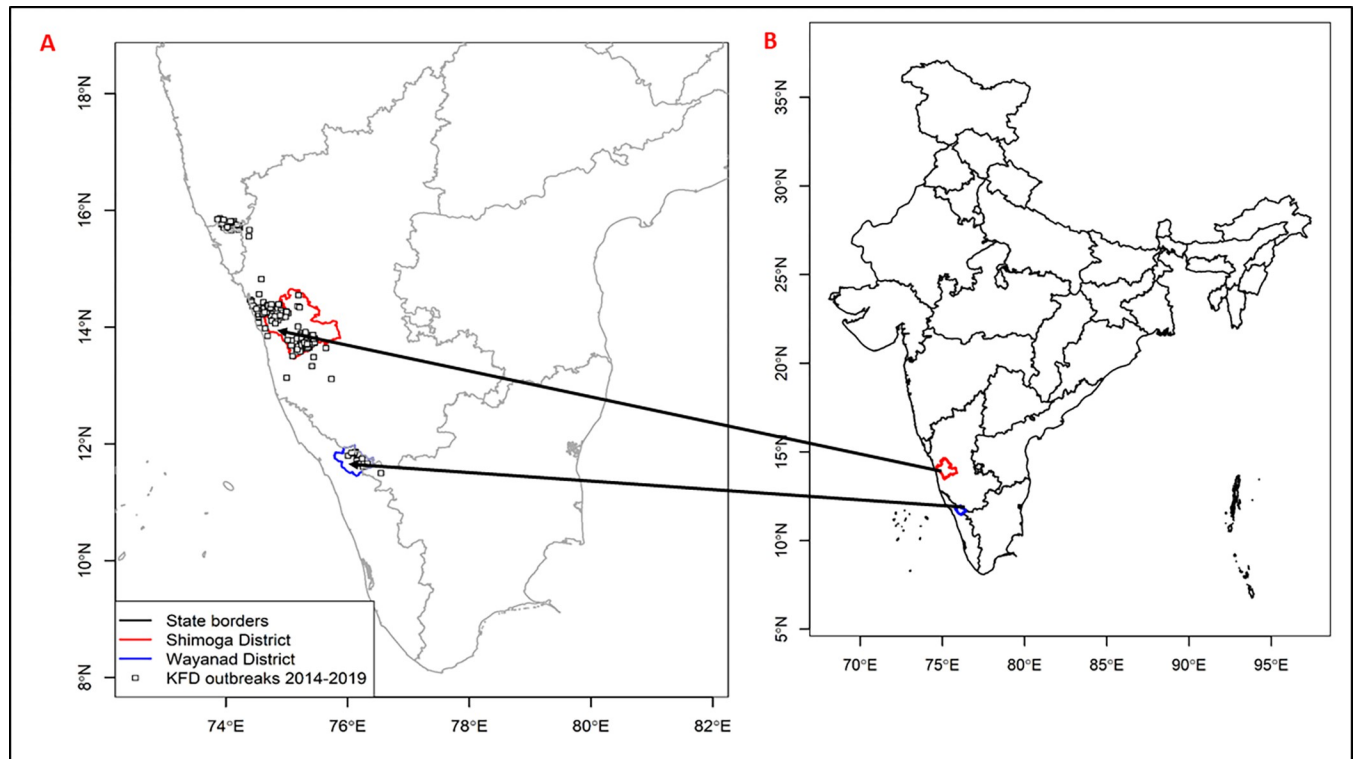 A
B
18°N
16°N
14°N
12°N
10°N
8°N
74°E
76°E
78°E
80°E
82°E
State borders
Shimoga District
Wayanad District
KFD outbreaks 2014-2019
35°N
30°N
25°N
20°N
15°N
10°N
5°N
70°E
75°E
80°E
85°E
90°E
95°E